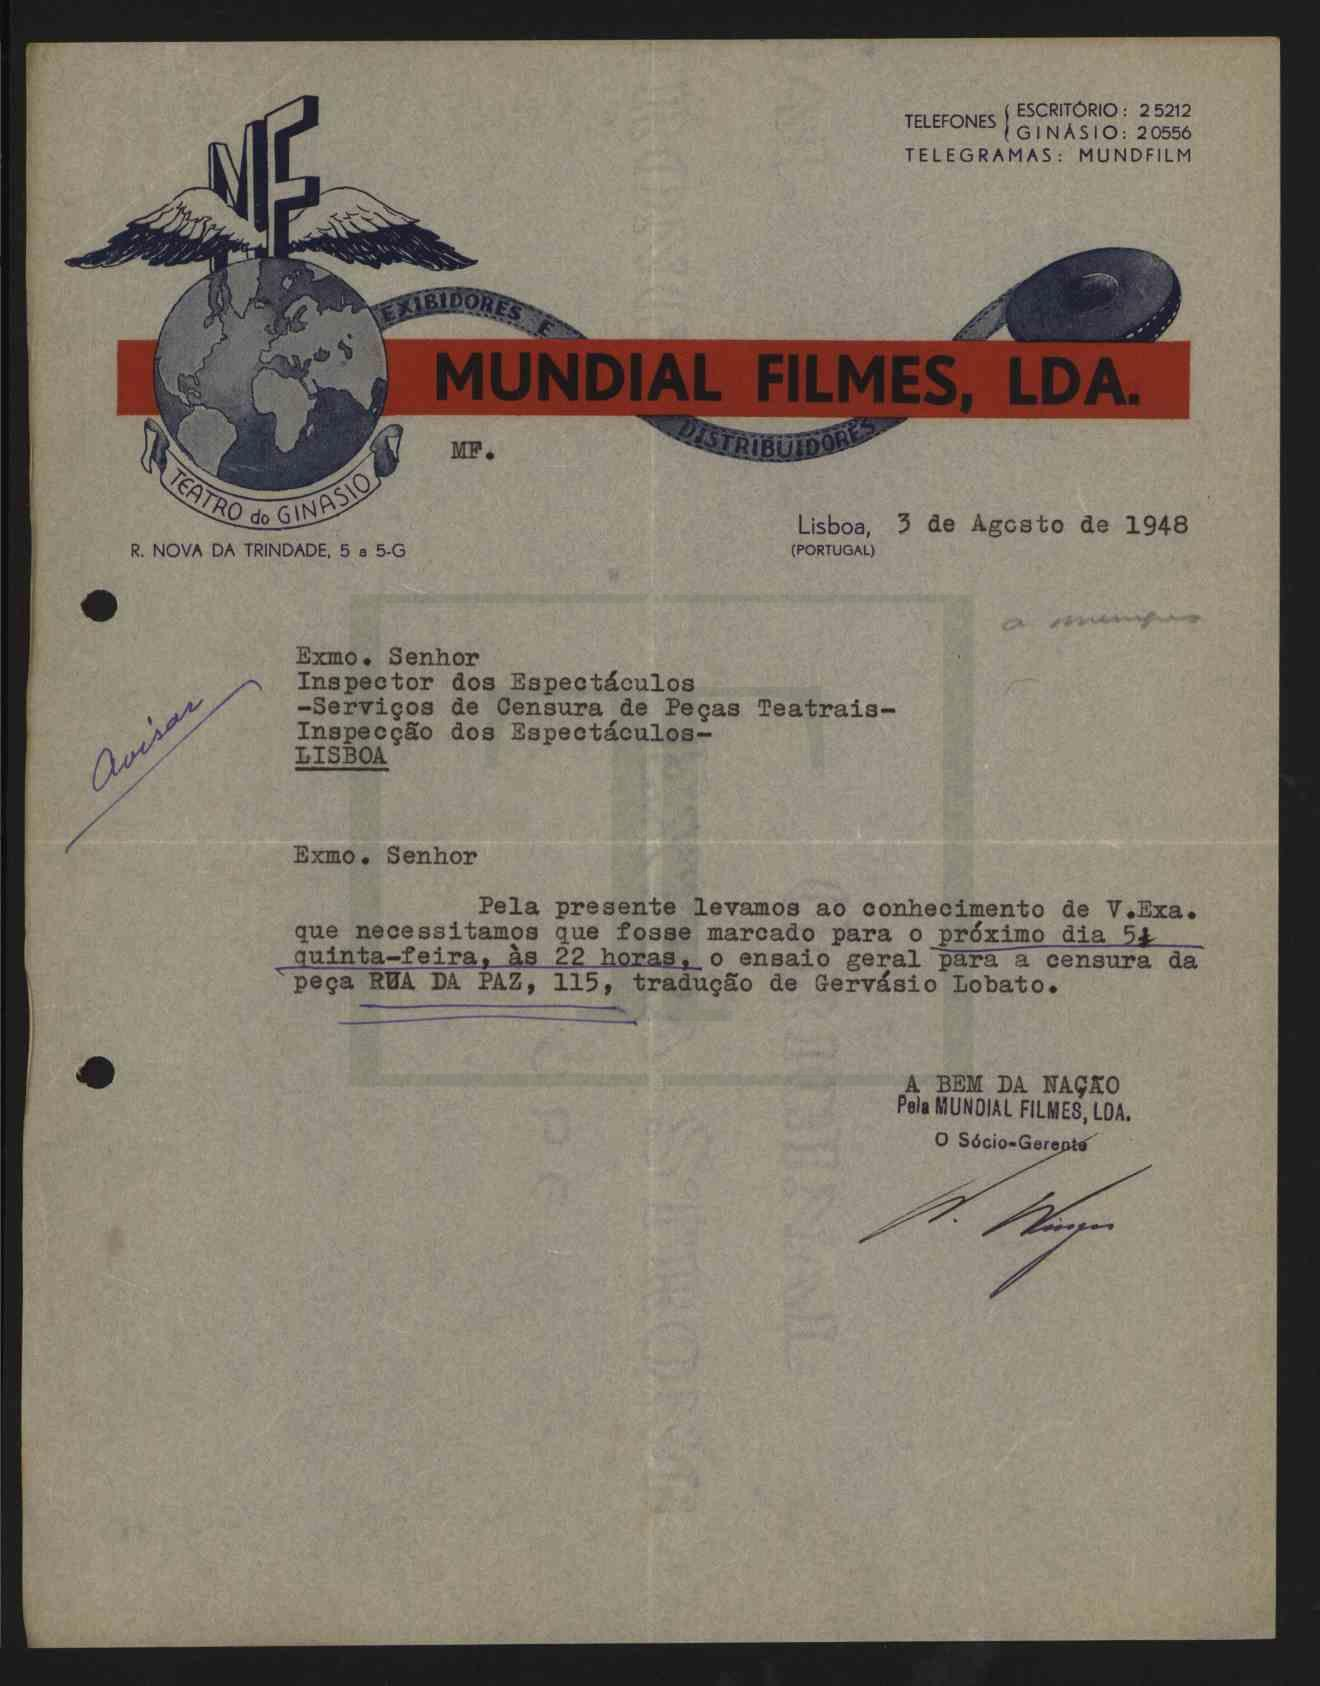 MF
TELEFONES { ESCRITÓRIO: 25212
GINÁSIO: 20556
TELEGRAMAS: MUNDFILM
EXIBIDORES E
MUNDIAL FILMES, LDA.
DISTRIBUIDORES
MF.
TEATRO do GINASIO
R. NOVA DA TRINDADE, 5 a 5-G
Lisboa, 3 de Agosto de 1948
(PORTUGAL)
Exmo. Senhor
Inspector dos Espectáculos
-Serviços de Censura de Peças Teatrais-
Inspecção dos Espectáculos-
LISBOA
Avisar
Exmo. Senhor
Pela presente levamos ao conhecimento de V.Exa.
que necessitamos que fosse marcado para o próximo dia 5,
quinta-feira, às 22 horas, o ensaio geral para a censura da
peça RUA DA PAZ, 115, tradução de Gervásio Lobato.
A BEM DA NAÇÃO
Pela MUNDIAL FILMES, LDA.
O Sócio-Gerente